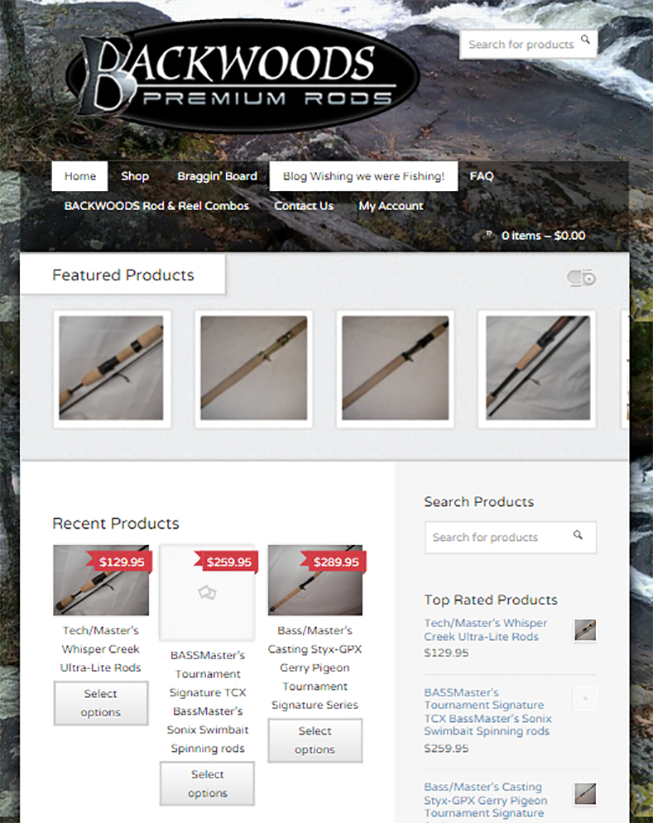 BACKWOODS
PREMIUM RODS
Search for products
Home Shop Braggin' Board Blog Wishing we were Fishing! FAQ
BACKWOODS Rod & Reel Combos Contact Us My Account
0 items – $0.00
Featured Products
Recent Products
$129.95
Tech/Master's
Whisper Creek
Ultra-Lite Rods
Select
options
$259.95
BASSMaster's
Tournament
Signature TCX
BassMaster's
Sonix Swimbait
Spinning rods
Select
options
$289.95
Bass/Master's
Casting Styx-GPX
Gerry Pigeon
Tournament
Signature Series
Select
options
Search Products
Search for products
Top Rated Products
Tech/Master's Whisper
Creek Ultra-Lite Rods
$129.95
BASSMaster's
Tournament Signature
TCX BassMaster's Sonix
Swimbait Spinning rods
$259.95
Bass/Master's Casting
Styx-GPX Gerry Pigeon
Tournament Signature